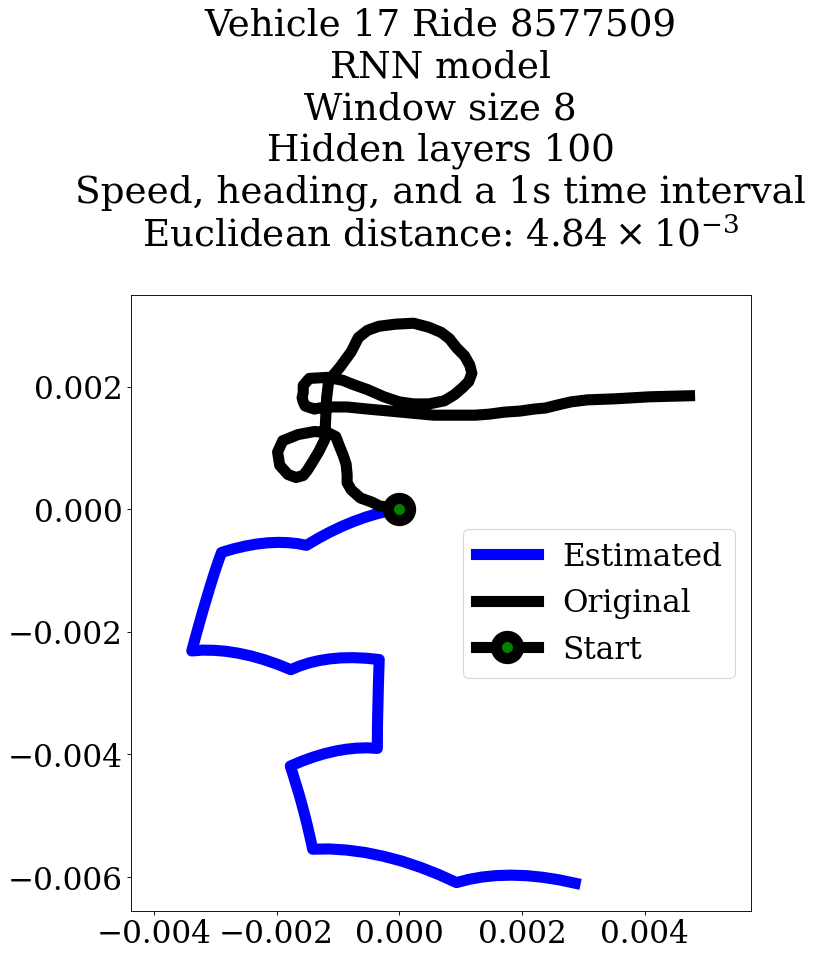 Vehicle 17 Ride 8577509
RNN model
Window size 8
Hidden layers 100
Speed, heading, and a 1s time interval
Euclidean distance: 4.84 × 10⁻³
0.002
0.000
−0.002
−0.004
−0.006
Estimated
Original
Start
−0.004 −0.002 0.000 0.002 0.004